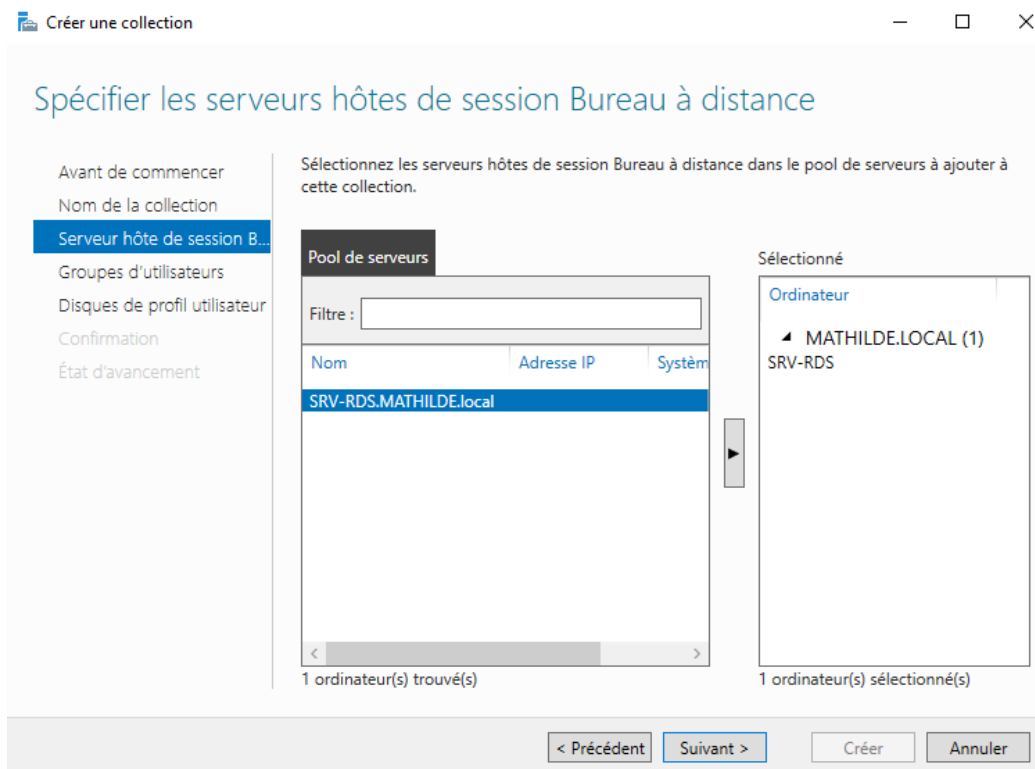 Créer une collection
Spécifier les serveurs hôtes de session Bureau à distance
Avant de commencer
Nom de la collection
Serveur hôte de session B...
Groupes d'utilisateurs
Disques de profil utilisateur
Confirmation
État d'avancement
Sélectionnez les serveurs hôtes de session Bureau à distance dans le pool de serveurs à ajouter à
cette collection.
Pool de serveurs
Filtre :
Nom Adresse IP Systèm
SRV-RDS.MATHILDE.local
1 ordinateur(s) trouvé(s)
Sélectionné
Ordinateur
MATHILDE.LOCAL (1)
SRV-RDS
1 ordinateur(s) sélectionné(s)
< Précédent Suivant > Créer Annuler